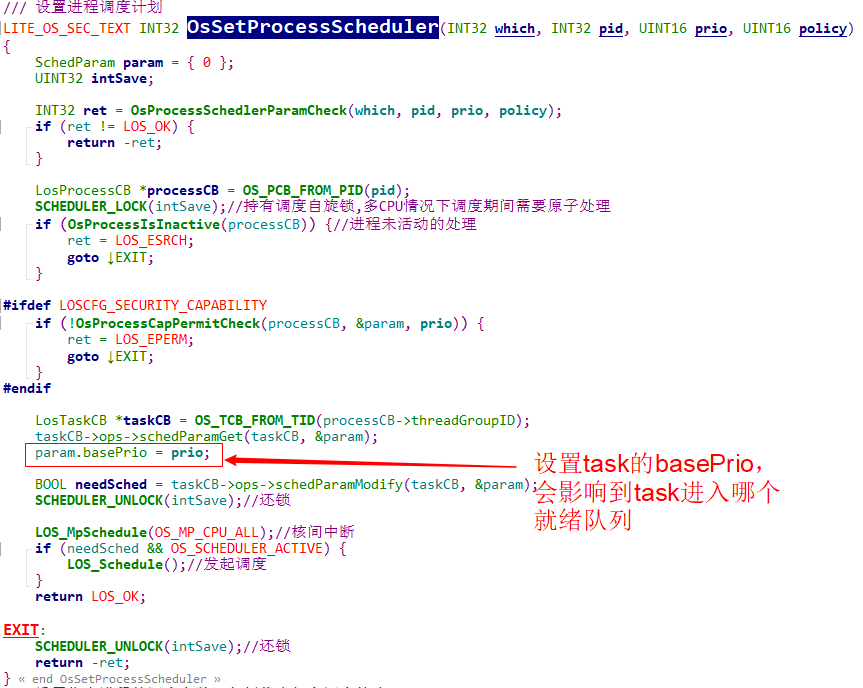 /// 设置进程调度计划
LITE_OS_SEC_TEXT INT32 OsSetProcessScheduler(INT32 which, INT32 pid, UINT16 prio, UINT16 policy)
{
SchedParam param = { 0 };
UINT32 intSave;
INT32 ret = OsProcessSchedlerParamCheck(which, pid, prio, policy);
if (ret != LOS_OK) {
return -ret;
}
LosProcessCB *processCB = OS_PCB_FROM_PID(pid);
SCHEDULER_LOCK(intSave);//持有调度自旋锁,多CPU情况下调度期间需要原子处理
if (OsProcessIsInactive(processCB)) {//进程未活动的处理
ret = LOS_ESRCH;
goto ↓EXIT;
}
#ifdef LOSCFG_SECURITY_CAPABILITY
if (!OsProcessCapPermitCheck(processCB, &param, prio)) {
ret = LOS_EPERM;
goto ↓EXIT;
}
#endif
LosTaskCB *taskCB = OS_TCB_FROM_TID(processCB->threadGroupID);
taskCB->ops->schedParamGet(taskCB, &param);
param.basePrio = prio;
BOOL needSched = taskCB->ops->schedParamModify(taskCB, &param);
SCHEDULER_UNLOCK(intSave);//还锁
设置task的basePrio，
会影响到task进入哪个
就绪队列
LOS_MpSchedule(OS_MP_CPU_ALL);//核间中断
if (needSched && OS_SCHEDULER_ACTIVE) {
LOS_Schedule();//发起调度
}
return LOS_OK;
EXIT:
SCHEDULER_UNLOCK(intSave);//还锁
return -ret;
} « end OsSetProcessScheduler »